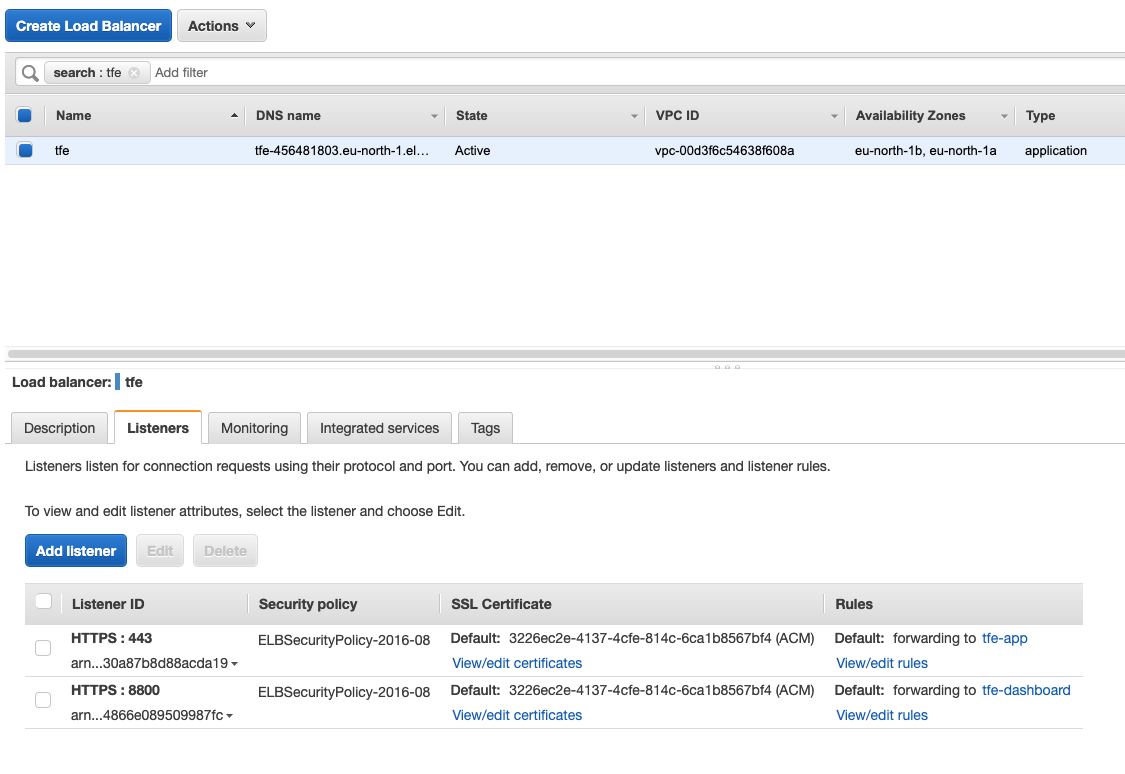 Create Load Balancer Actions
search : tfe Add filter
Name DNS name State VPC ID Availability Zones Type
tfe tfe-456481803.eu-north-1.el... Active vpc-00d3f6c54638f608a eu-north-1b, eu-north-1a application
Load balancer: tfe
Description Listeners Monitoring Integrated services Tags
Listeners listen for connection requests using their protocol and port. You can add, remove, or update listeners and listener rules.
To view and edit listener attributes, select the listener and choose Edit.
Add listener Edit Delete
Listener ID Security policy SSL Certificate Rules
HTTPS : 443 ELBSecurityPolicy-2016-08 Default: 3226ec2e-4137-4cfe-814c-6ca1b8567bf4 (ACM) Default: forwarding to tfe-app
arn...30a87b8d88acda19 View/edit certificates View/edit rules
HTTPS : 8800 ELBSecurityPolicy-2016-08 Default: 3226ec2e-4137-4cfe-814c-6ca1b8567bf4 (ACM) Default: forwarding to tfe-dashboard
arn...4866e089509987fc View/edit certificates View/edit rules